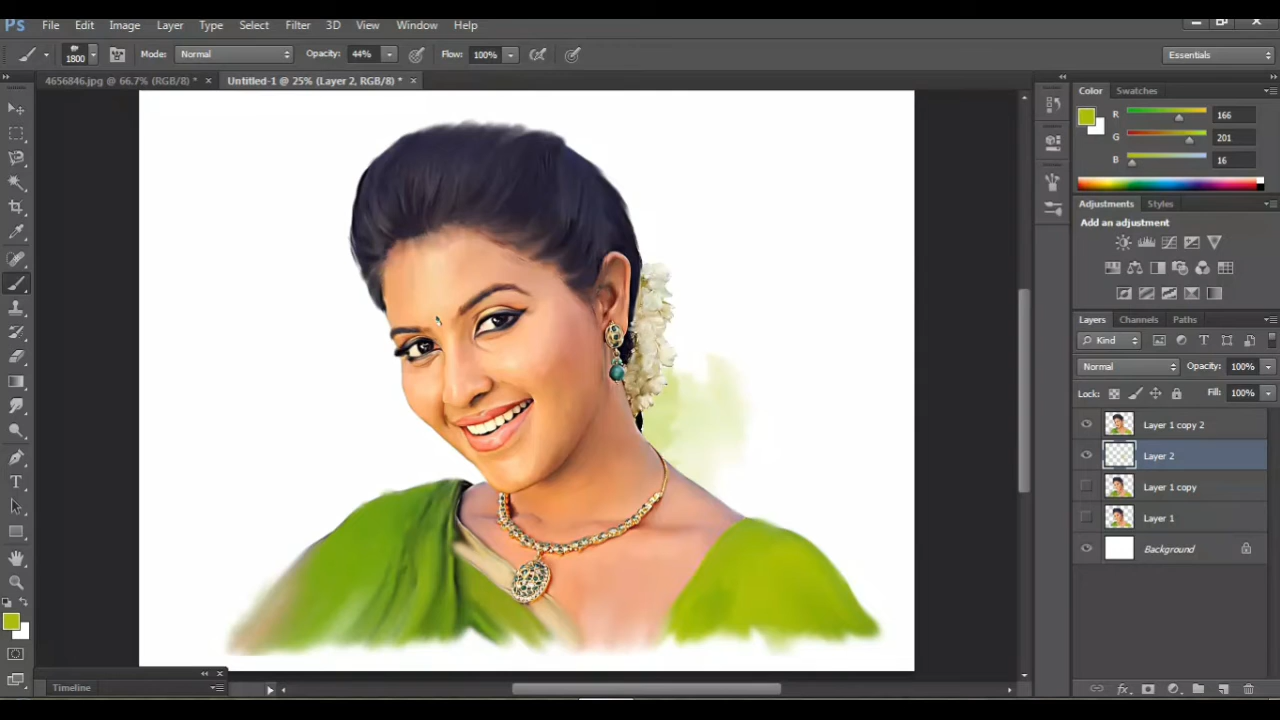 Ps File Edit Image Layer Type Select Filter 3D View Window Help
1800 Mode: Normal Opacity: 44% Flow: 100% Essentials
4656846.jpg @ 66.7% (RGB/8) * × Untitled-1 @ 25% (Layer 2, RGB/8) * ×
Color Swatches
R 166
G 201
B 16
Adjustments Styles
Add an adjustment
Layers Channels Paths
Kind
Normal Opacity: 100%
Lock: Fill: 100%
Layer 1 copy 2
Layer 2
Layer 1 copy
Layer 1
Background
Timeline